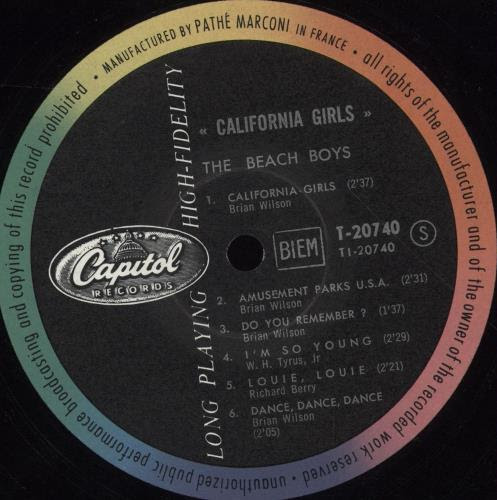 • MANUFACTURED BY PATHÉ MARCONI IN FRANCE • all rights of the manufacturer and of the owner of the recorded work reserved • unauthorized public performance broadcasting and copying of this record prohibited
LONG PLAYING HIGH-FIDELITY
« CALIFORNIA GIRLS »
THE BEACH BOYS
1. CALIFORNIA-GIRLS (2'37)
Brian Wilson
Capitol
RECORDS
BIEM
T-20740
T1-20740
S
2. AMUSEMENT PARKS U.S.A. (2'31)
Brian Wilson
3. DO YOU REMEMBER ? (1'37)
Brian Wilson
4. I'M SO YOUNG (2'29)
W. H. Tyrus, Jr
5. LOUIE, LOUIE (2'21)
Richard Berry
6. DANCE, DANCE, DANCE
Brian Wilson
(2'05)